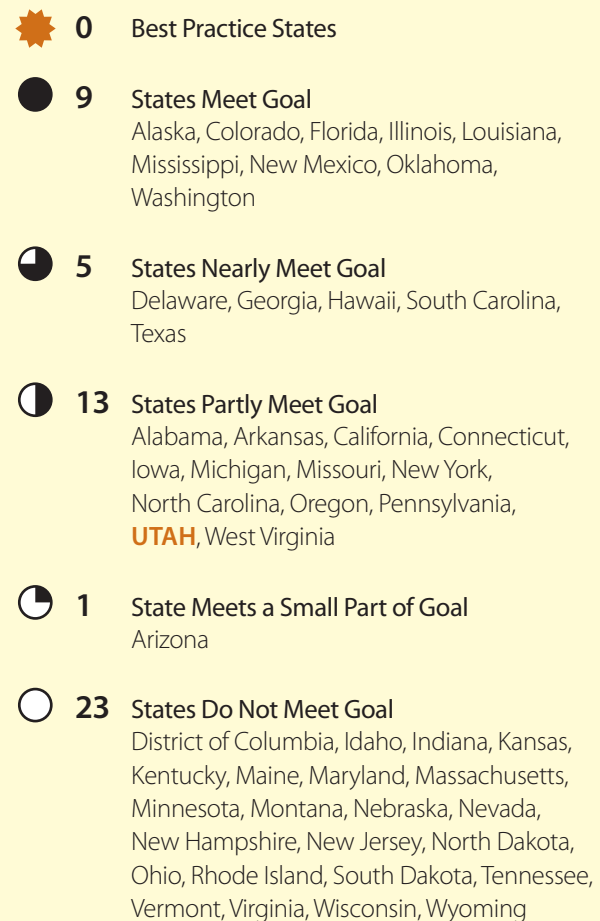 0 Best Practice States
9 States Meet Goal
Alaska, Colorado, Florida, Illinois, Louisiana,
Mississippi, New Mexico, Oklahoma,
Washington
5 States Nearly Meet Goal
Delaware, Georgia, Hawaii, South Carolina,
Texas
13 States Partly Meet Goal
Alabama, Arkansas, California, Connecticut,
Iowa, Michigan, Missouri, New York,
North Carolina, Oregon, Pennsylvania,
UTAH, West Virginia
1 State Meets a Small Part of Goal
Arizona
23 States Do Not Meet Goal
District of Columbia, Idaho, Indiana, Kansas,
Kentucky, Maine, Maryland, Massachusetts,
Minnesota, Montana, Nebraska, Nevada,
New Hampshire, New Jersey, North Dakota,
Ohio, Rhode Island, South Dakota, Tennessee,
Vermont, Virginia, Wisconsin, Wyoming